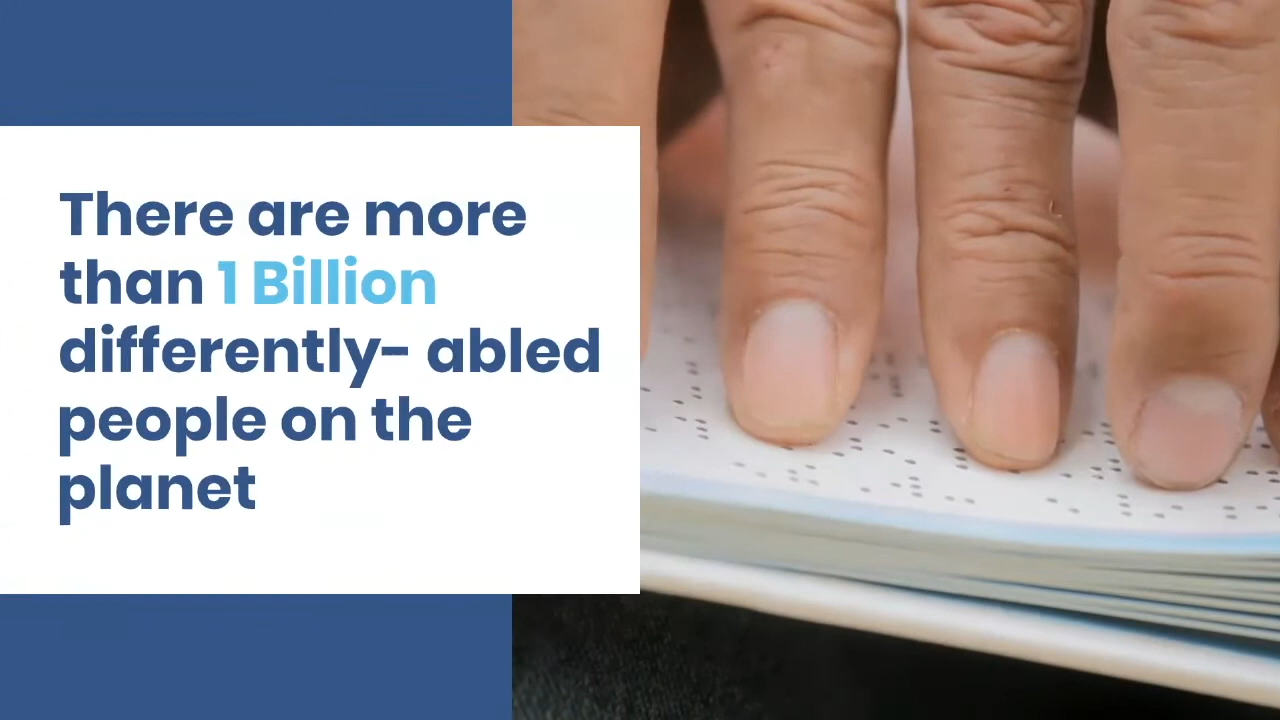 There are more
than 1 Billion
differently- abled
people on the
planet